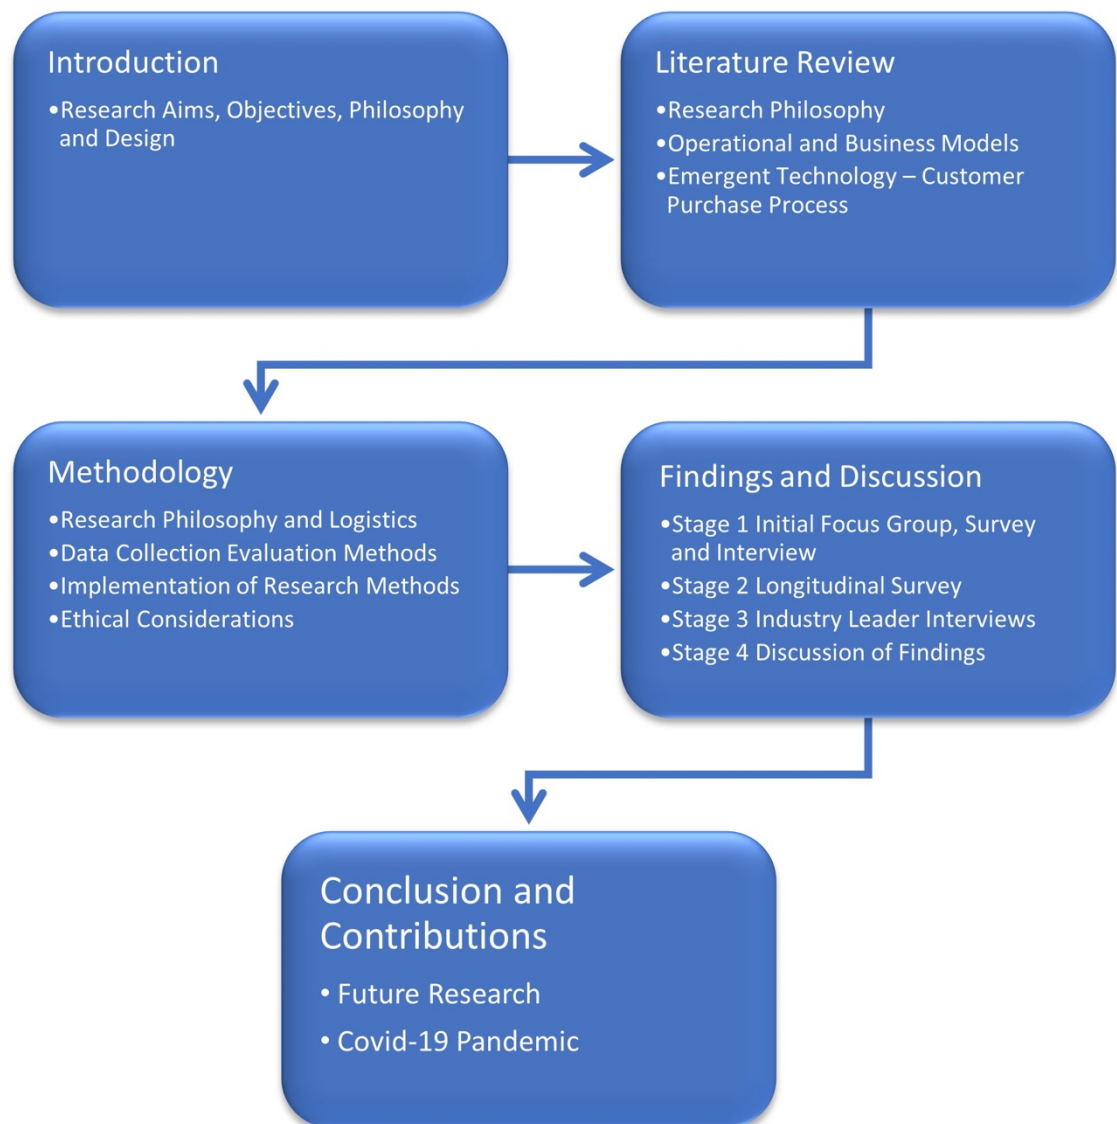 Introduction
•Research Aims, Objectives, Philosophy
and Design
Literature Review
•Research Philosophy
•Operational and Business Models
•Emergent Technology – Customer
Purchase Process
Methodology
•Research Philosophy and Logistics
•Data Collection Evaluation Methods
•Implementation of Research Methods
•Ethical Considerations
Findings and Discussion
•Stage 1 Initial Focus Group, Survey
and Interview
•Stage 2 Longitudinal Survey
•Stage 3 Industry Leader Interviews
•Stage 4 Discussion of Findings
Conclusion and
Contributions
• Future Research
• Covid-19 Pandemic